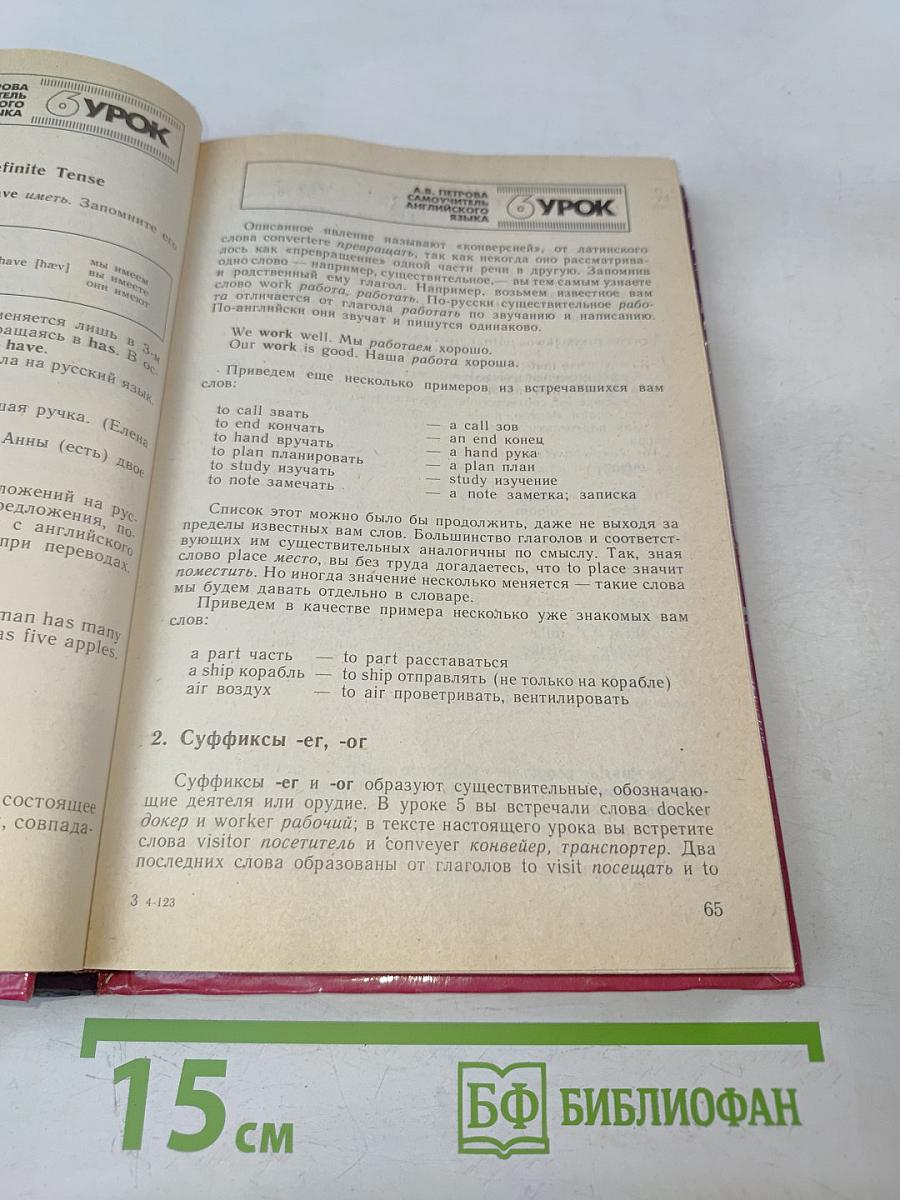 РОВА
ТЕЛЬ
ОГО
ЫКА
6 УРОК
efinite Tense
ve иметь. Запомните его
have [hæv]
мы имеем
вы имеете
они имеют
меняется лишь в 3-м
ращаясь в has. В ос-
have.
ла на русский язык.
шая ручка. (Елена
Анны (есть) двое
ложений на рус-
редложения, по-
с английского
при переводах.
man has many
as five apples.
состоящее
, совпада-
А.В. ПЕТРОВА
САМОУЧИТЕЛЬ
АНГЛИЙСКОГО
ЯЗЫКА
6 УРОК
Описанное явление называют «конверсией», от латинского
слова convertere превращать, так как некогда оно рассматрива-
лось как «превращение» одной части речи в другую. Запомнив
одно слово — например, существительное,— вы тем самым узнаете
и родственный ему глагол. Например, возьмем известное вам
слово work работа, работать. По-русски существительное рабо-
та отличается от глагола работать по звучанию и написанию.
По-английски они звучат и пишутся одинаково.
We work well. Мы работаем хорошо.
Our work is good. Наша работа хороша.
Приведем еще несколько примеров из встречавшихся вам
слов:
to call звать — a call зов
to end кончать — an end конец
to hand вручать — a hand рука
to plan планировать — a plan план
to study изучать — study изучение
to note замечать — a note заметка; записка
Список этот можно было бы продолжить, даже не выходя за
пределы известных вам слов. Большинство глаголов и соответст-
вующих им существительных аналогичны по смыслу. Так, зная
слово place место, вы без труда догадаетесь, что to place значит
поместить. Но иногда значение несколько меняется — такие слова
мы будем давать отдельно в словаре.
Приведем в качестве примера несколько уже знакомых вам
слов:
a part часть — to part расставаться
a ship корабль — to ship отправлять (не только на корабле)
air воздух — to air проветривать, вентилировать
2. Суффиксы -er, -or
Суффиксы -er и -or образуют существительные, обозначаю-
щие деятеля или орудие. В уроке 5 вы встречали слова docker
докер и worker рабочий; в тексте настоящего урока вы встретите
слова visitor посетитель и conveyer конвейер, транспортер. Два
последних слова образованы от глаголов to visit посещать и to
3 4-123
65
15 см
БФ БИБЛИОФАН